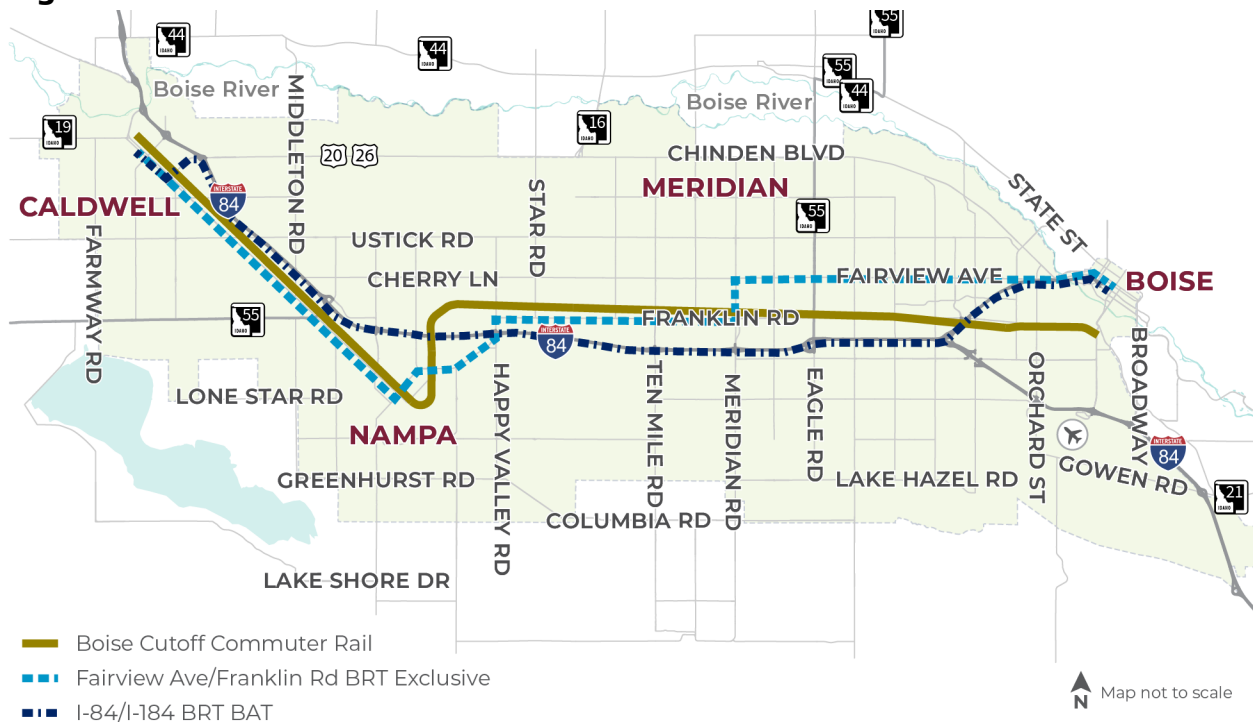 55
44
44
55
44
Boise River
Boise River
MIDDLETON RD
19
16
20 26
CHINDEN BLVD
MERIDIAN
STATE ST
STAR RD
INTERSTATE
84
CALDWELL
55
FARMWAY RD
USTICK RD
CHERRY LN
FAIRVIEW AVE
BOISE
55
FRANKLIN RD
INTERSTATE
84
BROADWAY
ORCHARD ST
HAPPY VALLEY RD
TEN MILE RD
MERIDIAN RD
EAGLE RD
LONE STAR RD
NAMPA
INTERSTATE
84
GOWEN RD
GREENHURST RD
LAKE HAZEL RD
21
COLUMBIA RD
LAKE SHORE DR
Boise Cutoff Commuter Rail
Fairview Ave/Franklin Rd BRT Exclusive
I-84/I-184 BRT BAT
N
Map not to scale